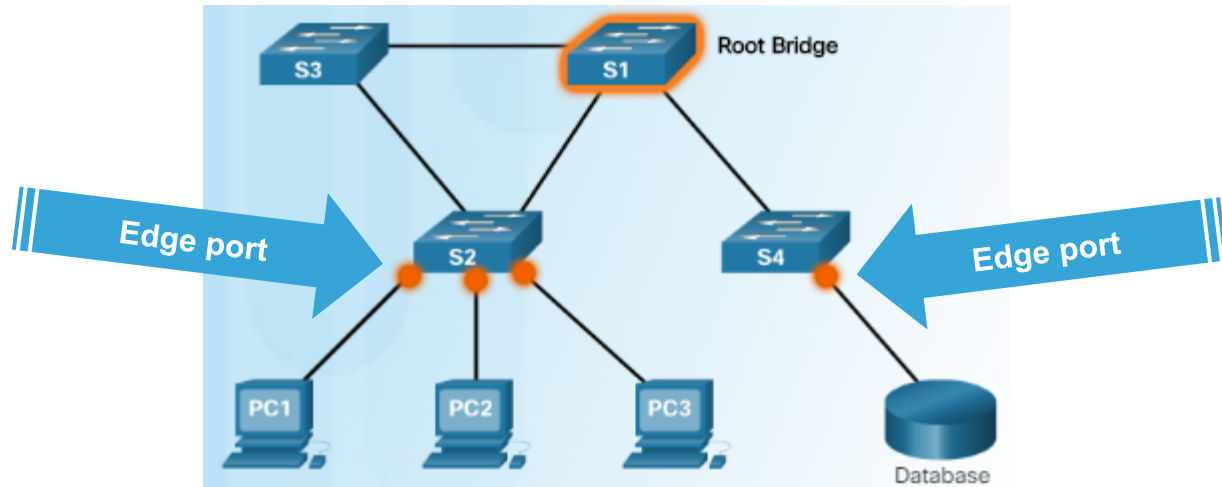 S3
S1
Root Bridge
Edge port
S2
S4
Edge port
PC1
PC2
PC3
Database